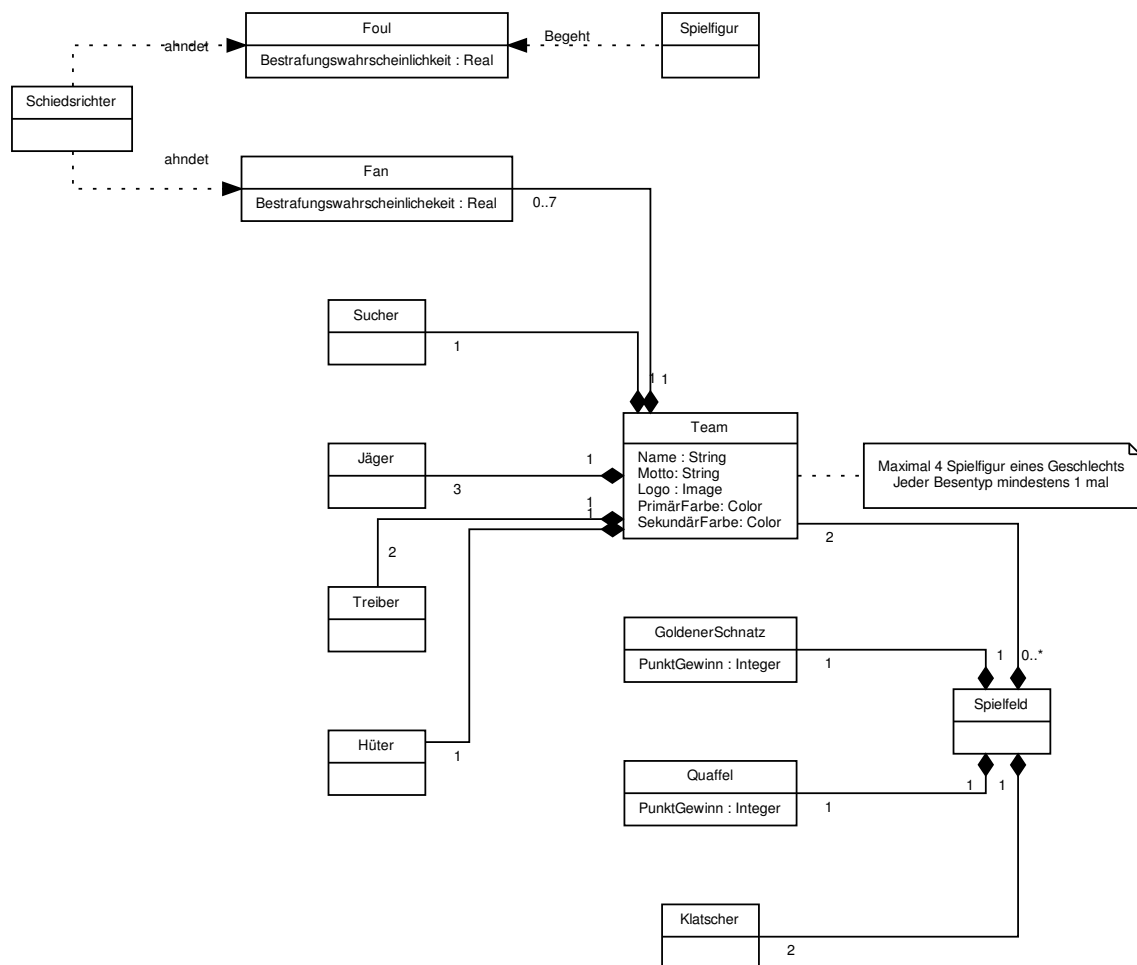 Foul
Bestrafungswahrscheinlichkeit : Real
Spielfigur
Begeht
ahndet
Schiedsrichter
ahndet
Fan
Bestrafungswahrscheinlichekeit : Real
0..7
Sucher
1
1
1
Team
Name : String
Motto: String
Logo : Image
PrimärFarbe: Color
SekundärFarbe: Color
Maximal 4 Spielfigur eines Geschlechts
Jeder Besentyp mindestens 1 mal
Jäger
1
3
1
1
2
2
Treiber
GoldenerSchnatz
PunktGewinn : Integer
1
1
0..*
Spielfeld
Hüter
1
Quaffel
PunktGewinn : Integer
1
1
1
Klatscher
2